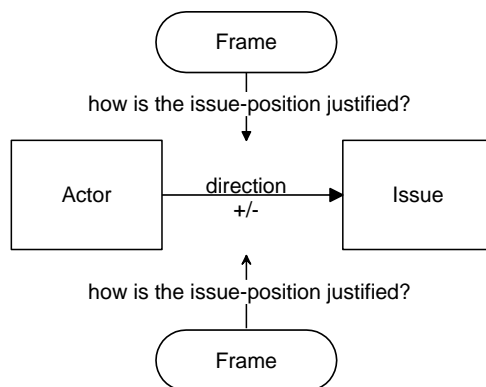 Frame
how is the issue-position justified?
Actor
direction
+/-
Issue
how is the issue-position justified?
Frame